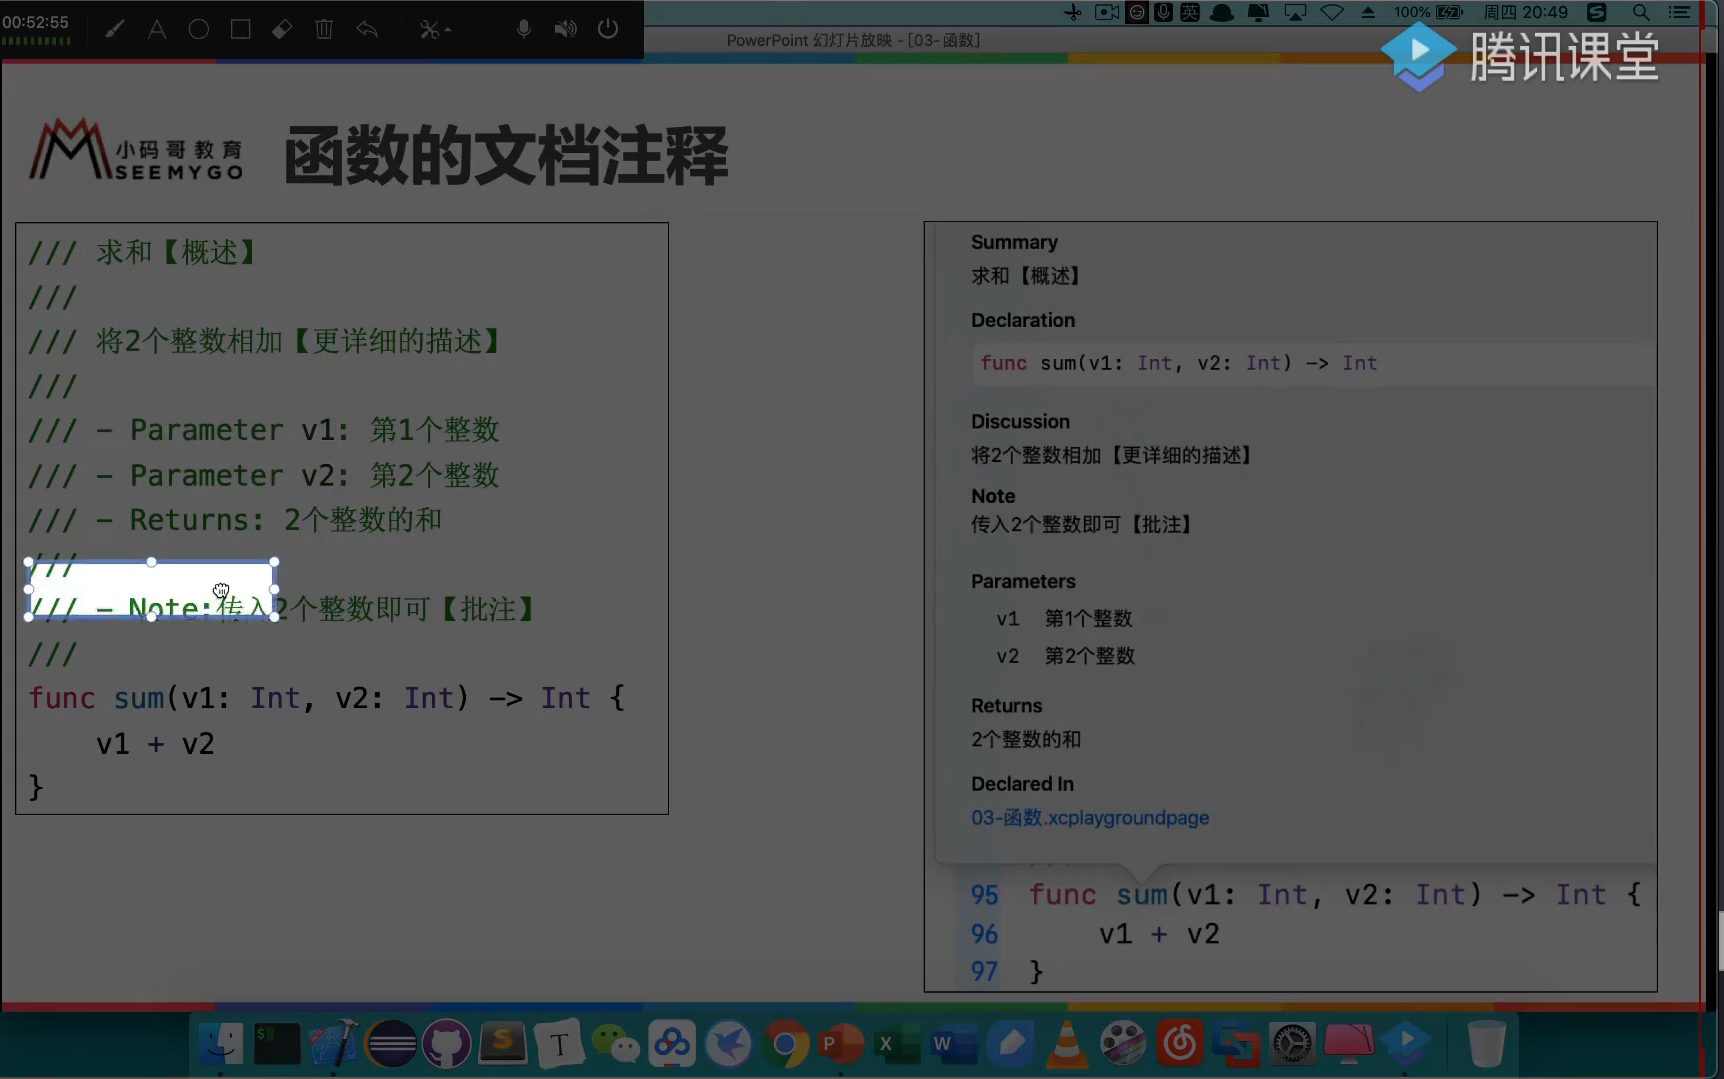 00:52:55
A
英
100%
周四 20:49
PowerPoint 幻灯片放映 - [03-函数]
腾讯课堂
小码哥教育
SEEMYGO
函数的文档注释
/// 求和【概述】
///
/// 将2个整数相加【更详细的描述】
///
/// - Parameter v1: 第1个整数
/// - Parameter v2: 第2个整数
/// - Returns: 2个整数的和
///
/// - Note:传入2个整数即可【批注】
///
func sum(v1: Int, v2: Int) -> Int {
v1 + v2
}
Summary
求和【概述】
Declaration
func sum(v1: Int, v2: Int) -> Int
Discussion
将2个整数相加【更详细的描述】
Note
传入2个整数即可【批注】
Parameters
v1 第1个整数
v2 第2个整数
Returns
2个整数的和
Declared In
03-函数.xcplaygroundpage
95 func sum(v1: Int, v2: Int) -> Int {
96 v1 + v2
97 }
$
S
T
P
X
W